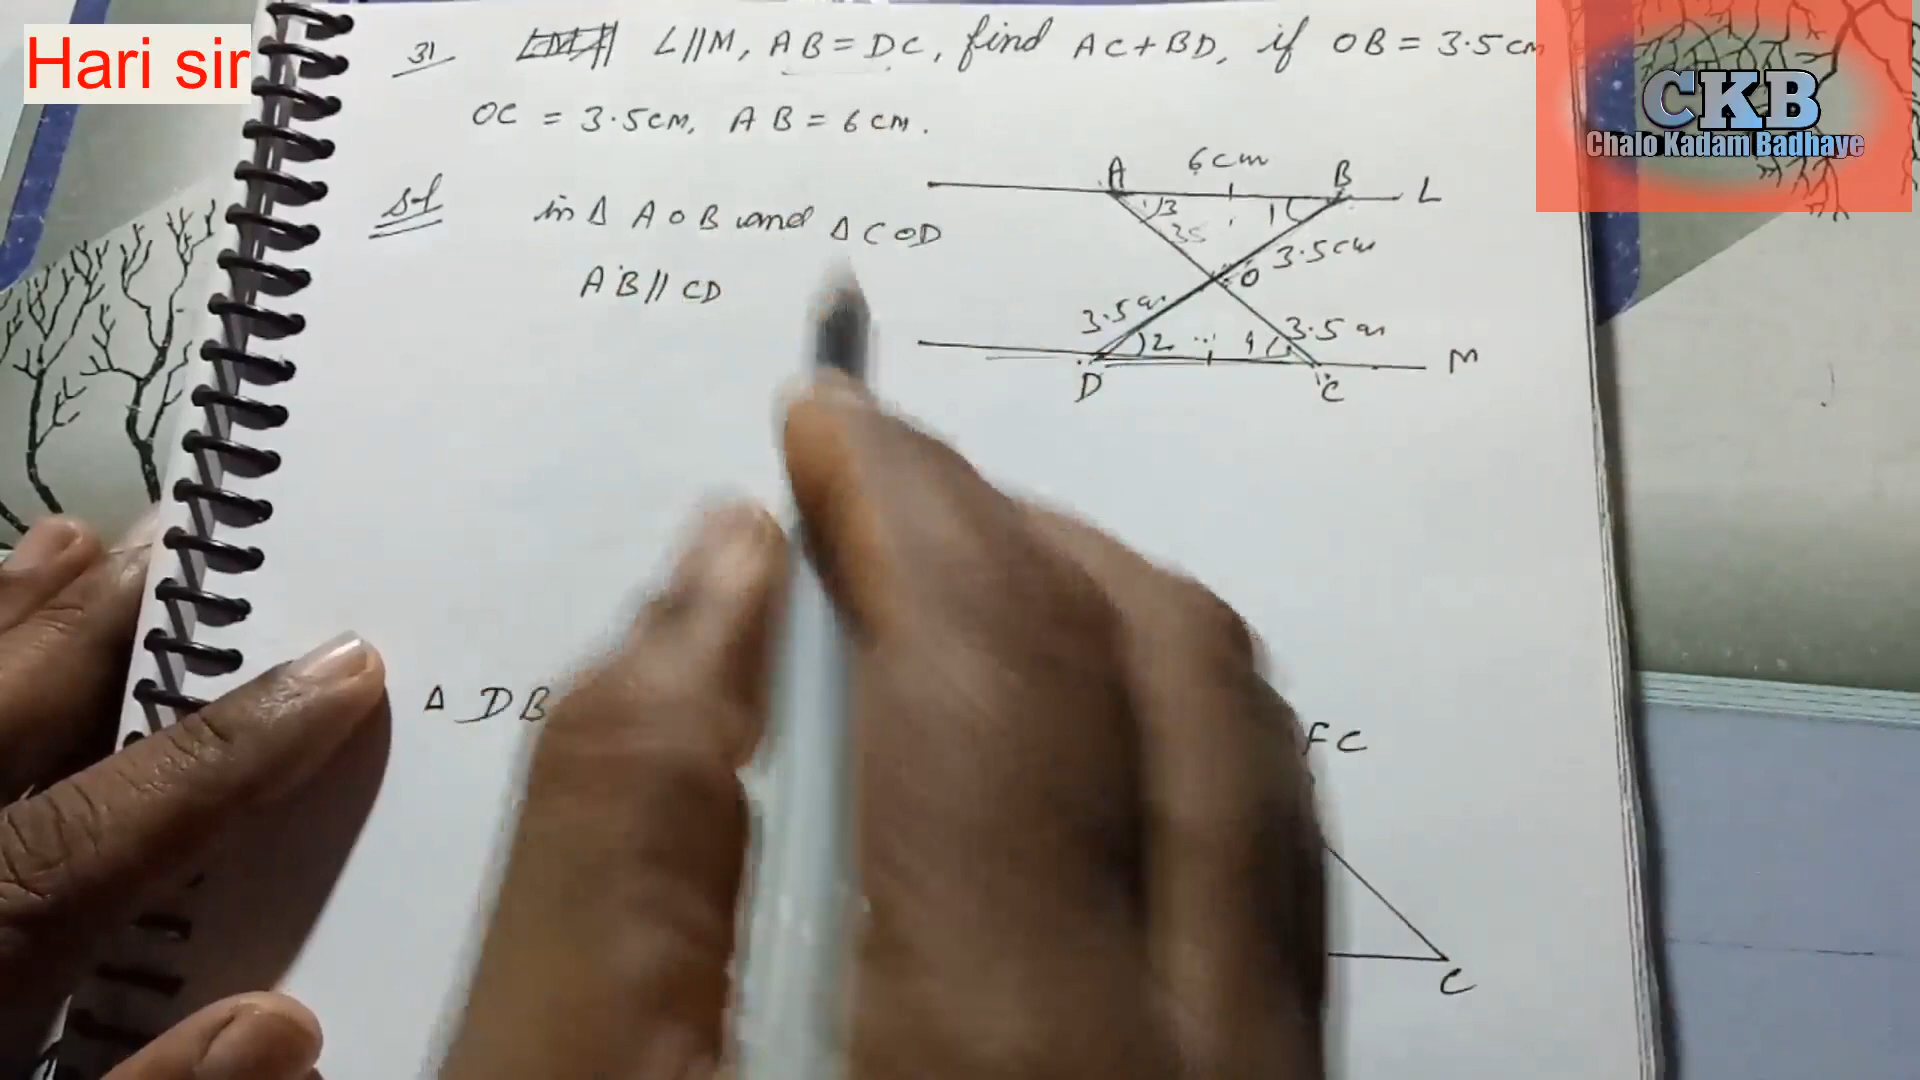 Hari sir
CKB
Chalo Kadam Badhaye
31 L//M, AB = DC, find AC+BD, if OB = 3.5cm
OC = 3.5cm, AB = 6cm.
Sol in Δ AOB and Δ COD
AB // CD
A 6cm B L
3 1
35
3.5cm
O
3.5cm
2 4 3.5cm
M
D C
Δ DB
FC
C